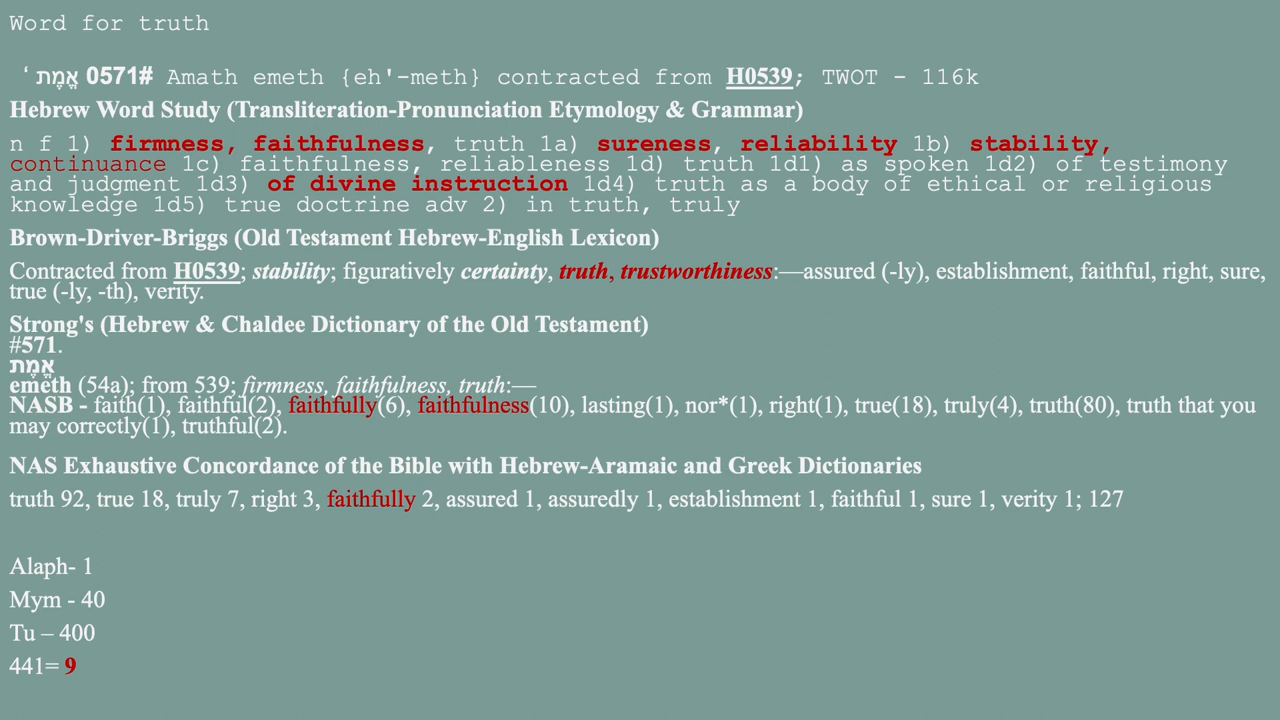 Word for truth
אֱמֶת ‘ 0571# Amath emeth {eh'-meth} contracted from H0539; TWOT - 116k
Hebrew Word Study (Transliteration-Pronunciation Etymology & Grammar)
n f 1) firmness, faithfulness, truth 1a) sureness, reliability 1b) stability,
continuance 1c) faithfulness, reliableness 1d) truth 1d1) as spoken 1d2) of testimony
and judgment 1d3) of divine instruction 1d4) truth as a body of ethical or religious
knowledge 1d5) true doctrine adv 2) in truth, truly
Brown-Driver-Briggs (Old Testament Hebrew-English Lexicon)
Contracted from H0539; stability; figuratively certainty, truth, trustworthiness:—assured (-ly), establishment, faithful, right, sure,
true (-ly, -th), verity.
Strong's (Hebrew & Chaldee Dictionary of the Old Testament)
#571.
אֱמֶת
emeth (54a); from 539; firmness, faithfulness, truth:—
NASB - faith(1), faithful(2), faithfully(6), faithfulness(10), lasting(1), nor*(1), right(1), true(18), truly(4), truth(80), truth that you
may correctly(1), truthful(2).
NAS Exhaustive Concordance of the Bible with Hebrew-Aramaic and Greek Dictionaries
truth 92, true 18, truly 7, right 3, faithfully 2, assured 1, assuredly 1, establishment 1, faithful 1, sure 1, verity 1; 127
Alaph- 1
Mym - 40
Tu – 400
441= 9